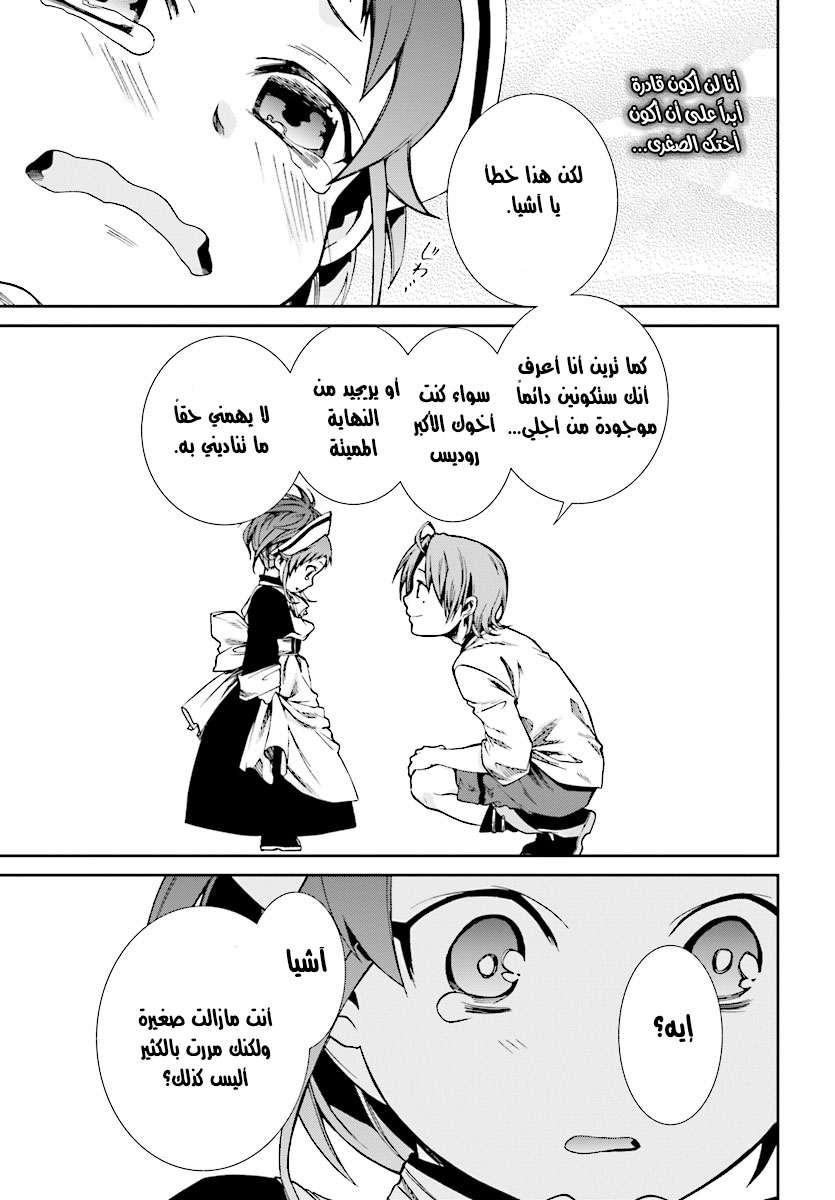 أنا لن أكون قادرة
أبداً على أن أكون
أختك الصغرى...
لكن هذا خطأ
يا أشيا.
كما ترين أنا أعرف
أنك ستكونين دائماً
موجودة من أجلي...
سواء كنت
أخوك الأكبر
روديس
أو يريجيد من
النهاية
المميتة
لا يهمني حقاً
ما تناديني به.
إيه؟
آشيا
أنت مازالت صغيرة
ولكنك مررت بالكثير
أليس كذلك؟